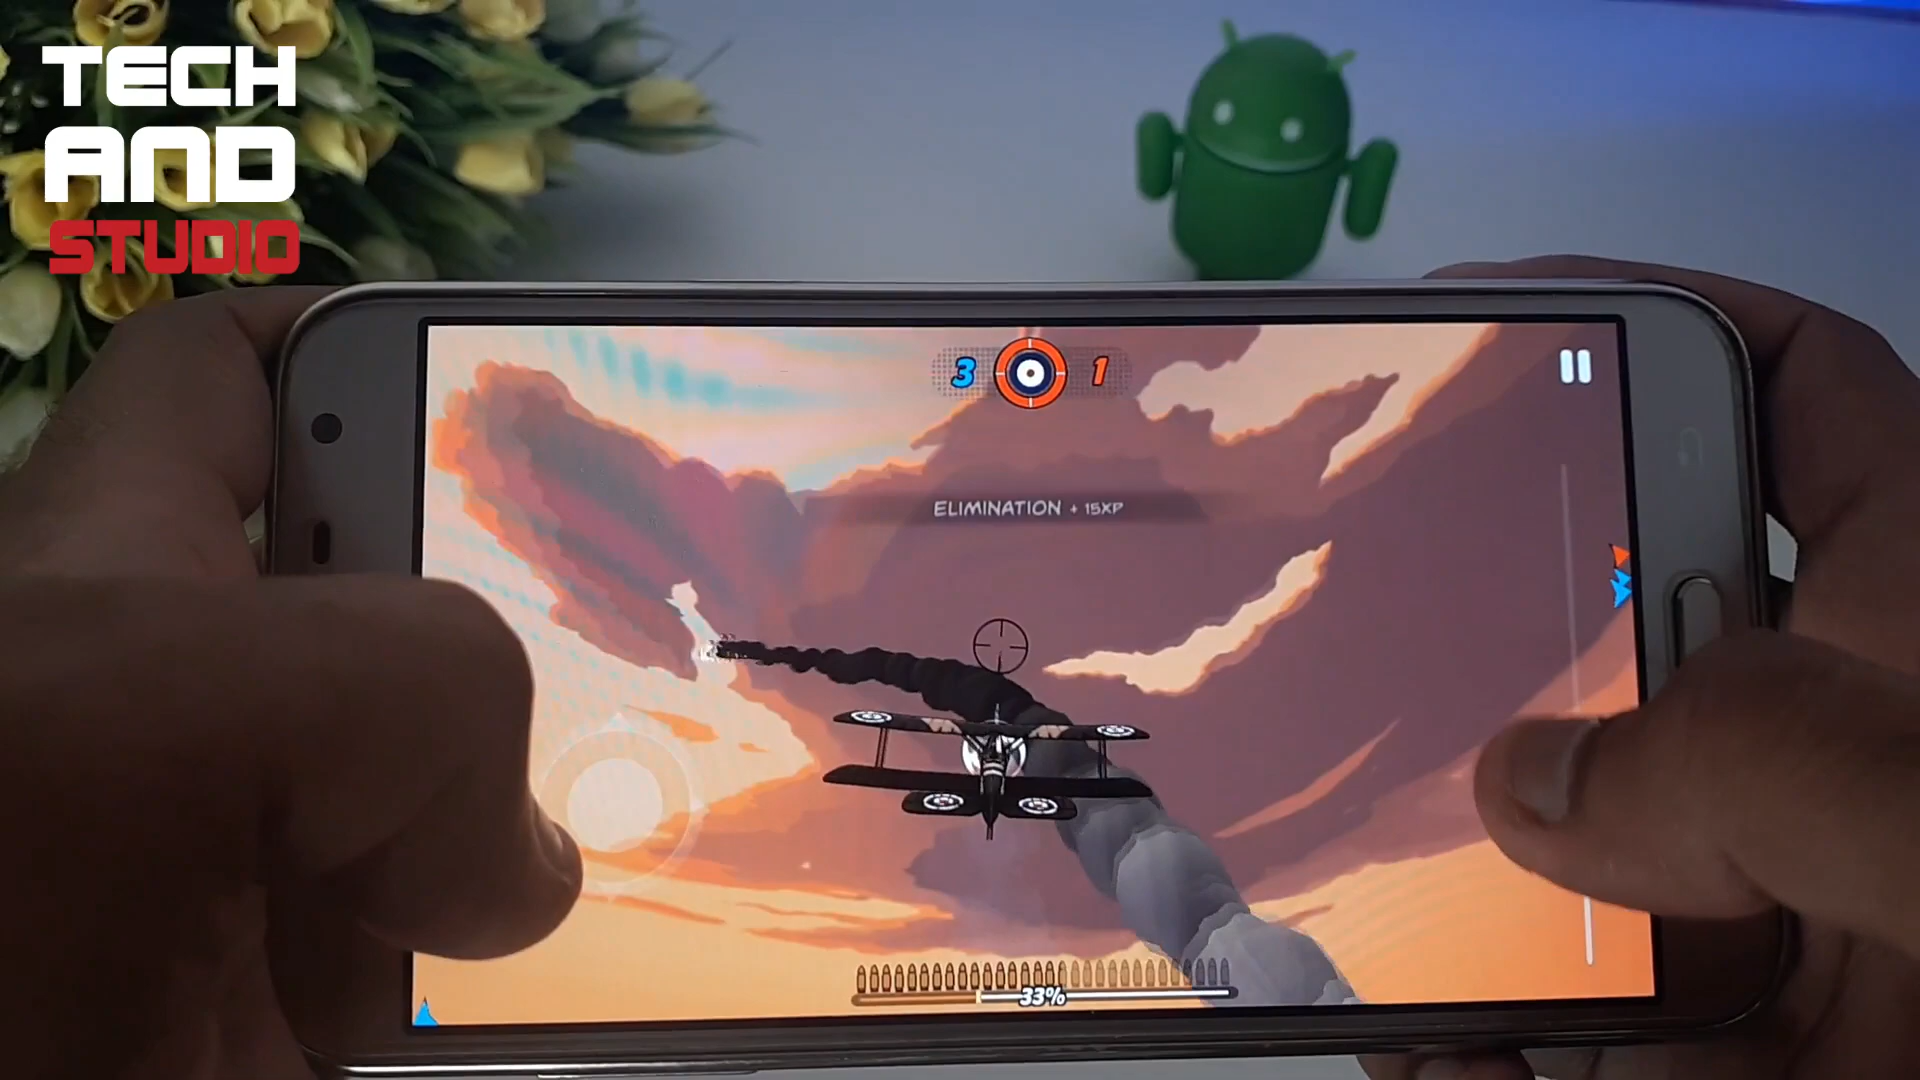 TECH
AND
STUDIO
3 1
ELIMINATION + 15XP
33%